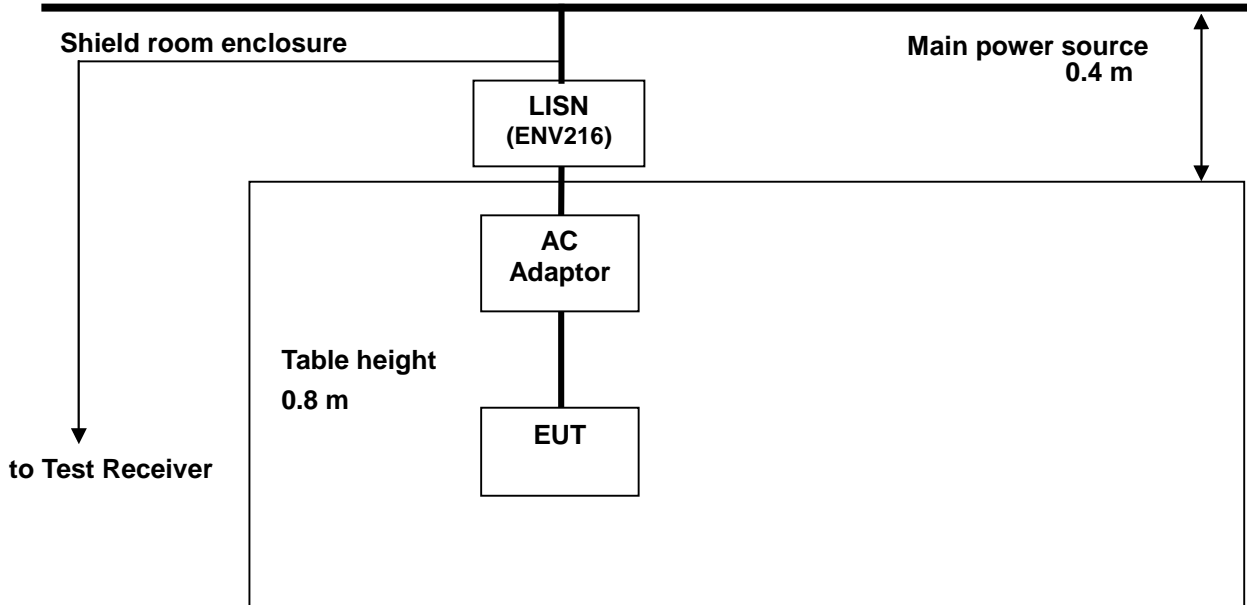 Shield room enclosure
Main power source
0.4 m
LISN
(ENV216)
AC
Adaptor
Table height
0.8 m
EUT
to Test Receiver